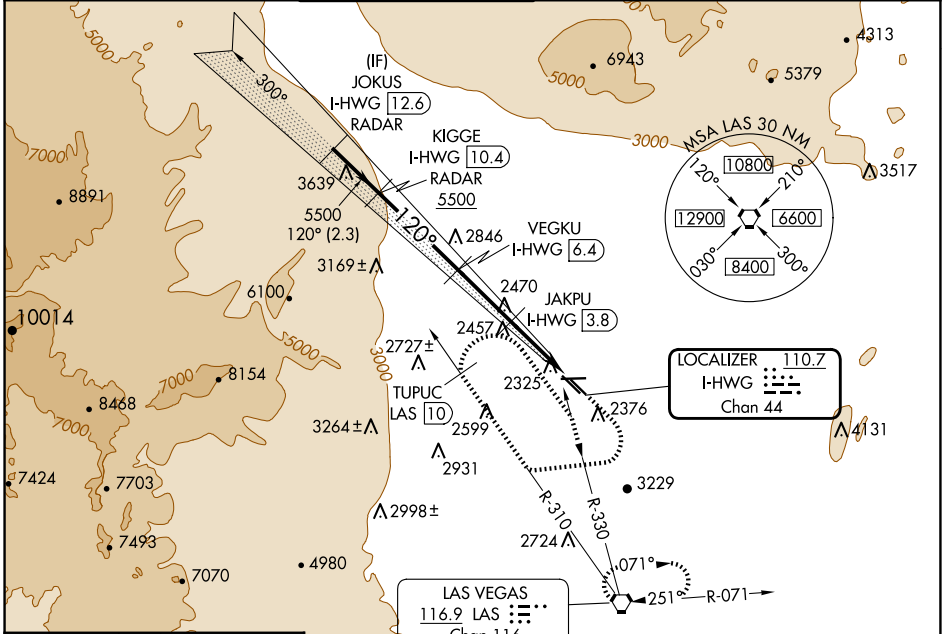 5000
300°
(IF)
JOKUS
I-HWG 12.6
RADAR
KIGGE
I-HWG 10.4
RADAR
5500
6943
5000
4313
5379
3000
3517
MSA LAS 30 NM
120°
10800
210°
12900
6600
030°
8400
300°
7000
8891
3639
5500
120° (2.3)
120°
2846
VEGKU
I-HWG 6.4
3169±
6100
2470
JAKPU
I-HWG 3.8
2457
10014
5000
3000
2727±
TUPUC
LAS 10
2325
LOCALIZER 110.7
I-HWG
Chan 44
8154
7000
8468
7000
3264±
2599
2376
4131
2931
7424
7703
3229
R-310
R-330
2998±
7493
2724
4980
7070
071°
251°
R-071
LAS VEGAS
116.9 LAS
Chan 116